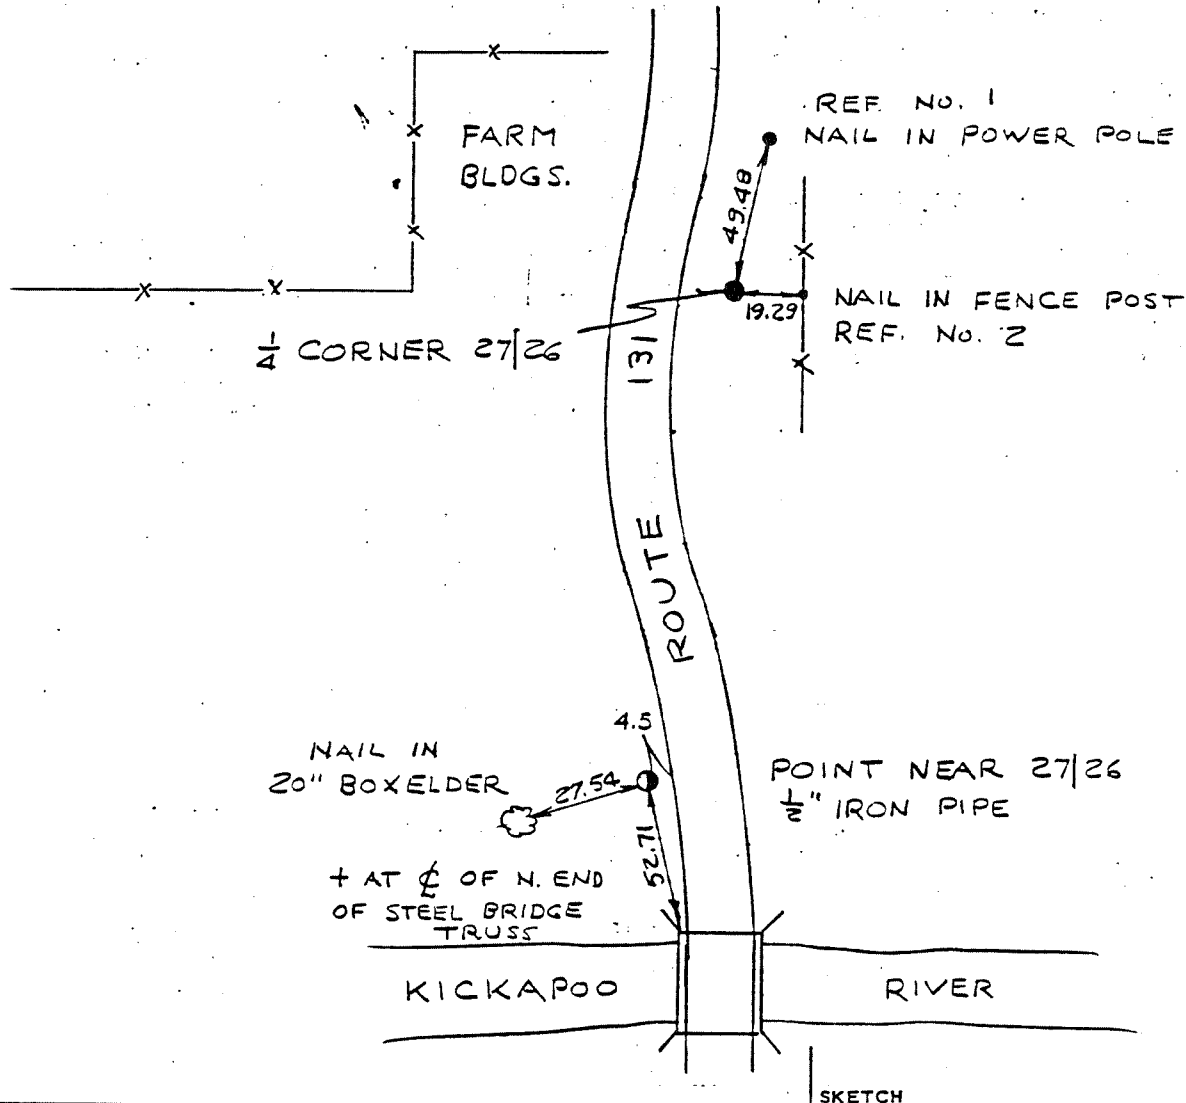 REF. No. 1
NAIL IN POWER POLE
FARM
BLDGS.
49.48
19.29
NAIL IN FENCE POST
REF. No. 2
1/4 CORNER 27|26
ROUTE 131
4.5
NAIL IN
20" BOXELDER
27.54
POINT NEAR 27|26
1/2" IRON PIPE
52.71
+ AT ℄ OF N. END
OF STEEL BRIDGE
TRUSS
KICKAPOO RIVER
SKETCH